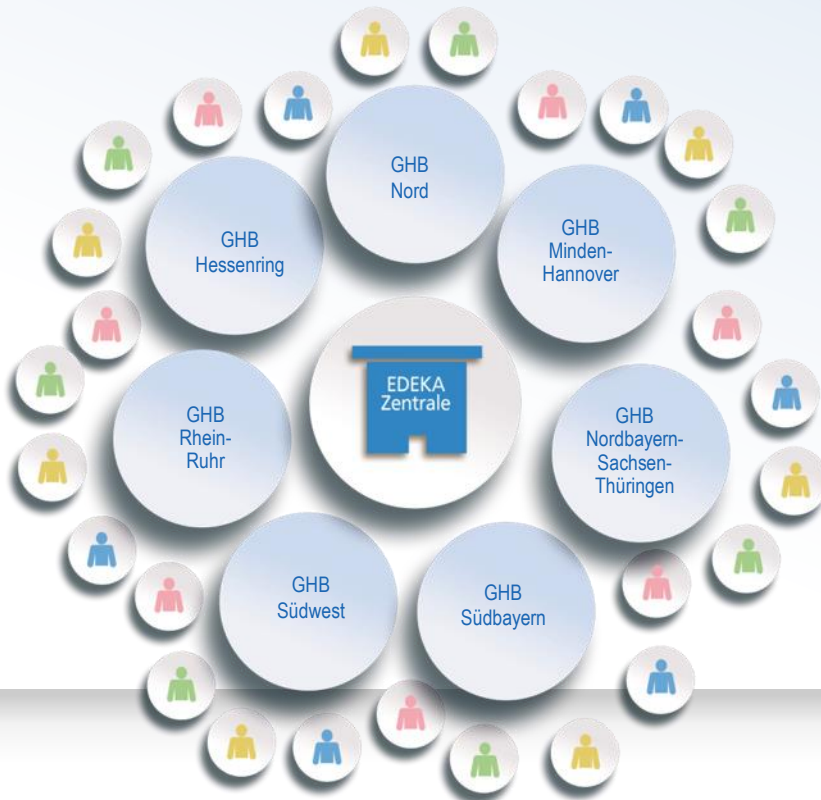 GHB
Nord
GHB
Hessenring
GHB
Minden-
Hannover
EDEKA
Zentrale
GHB
Rhein-
Ruhr
GHB
Nordbayern-
Sachsen-
Thüringen
GHB
Südwest
GHB
Südbayern